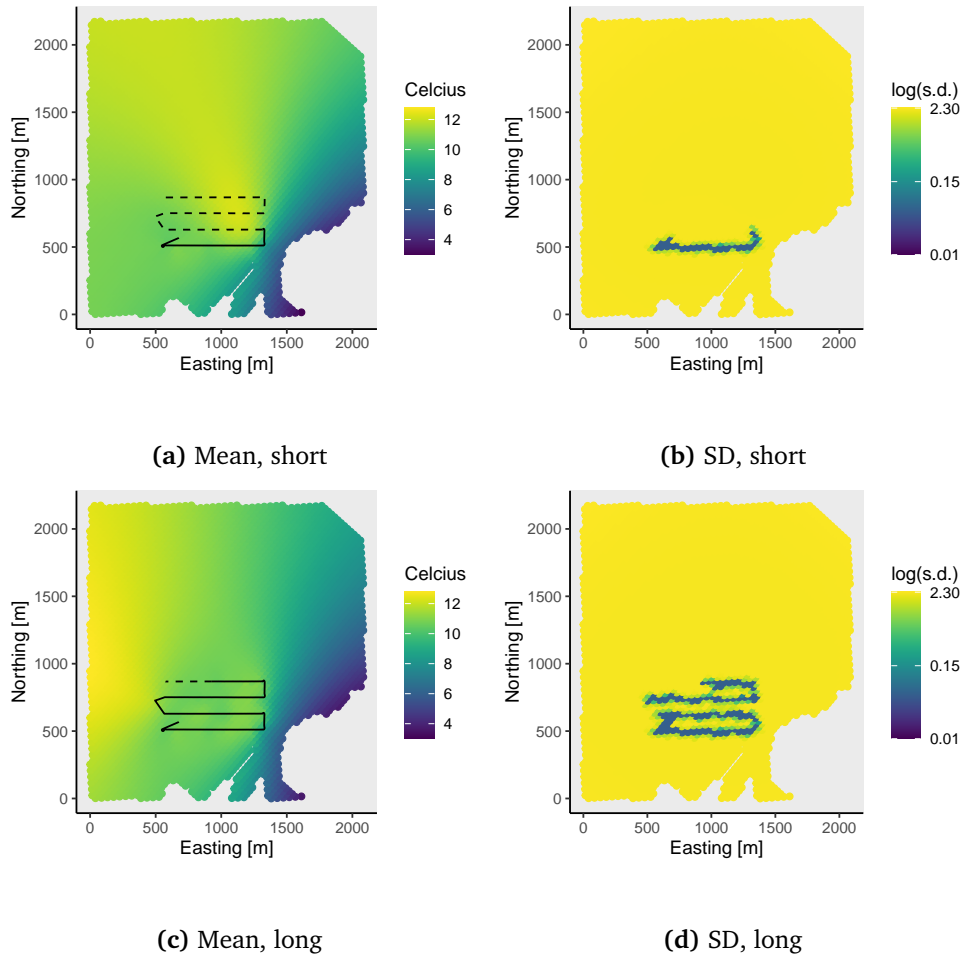 Northing [m]
2000
1500
1000
500
0
0 500 1000 1500 2000
Easting [m]
Celcius
12
10
8
6
4
(a) Mean, short
Northing [m]
2000
1500
1000
500
0
0 500 1000 1500 2000
Easting [m]
log(s.d.)
2.30
0.15
0.01
(b) SD, short
Northing [m]
2000
1500
1000
500
0
0 500 1000 1500 2000
Easting [m]
Celcius
12
10
8
6
4
(c) Mean, long
Northing [m]
2000
1500
1000
500
0
0 500 1000 1500 2000
Easting [m]
log(s.d.)
2.30
0.15
0.01
(d) SD, long